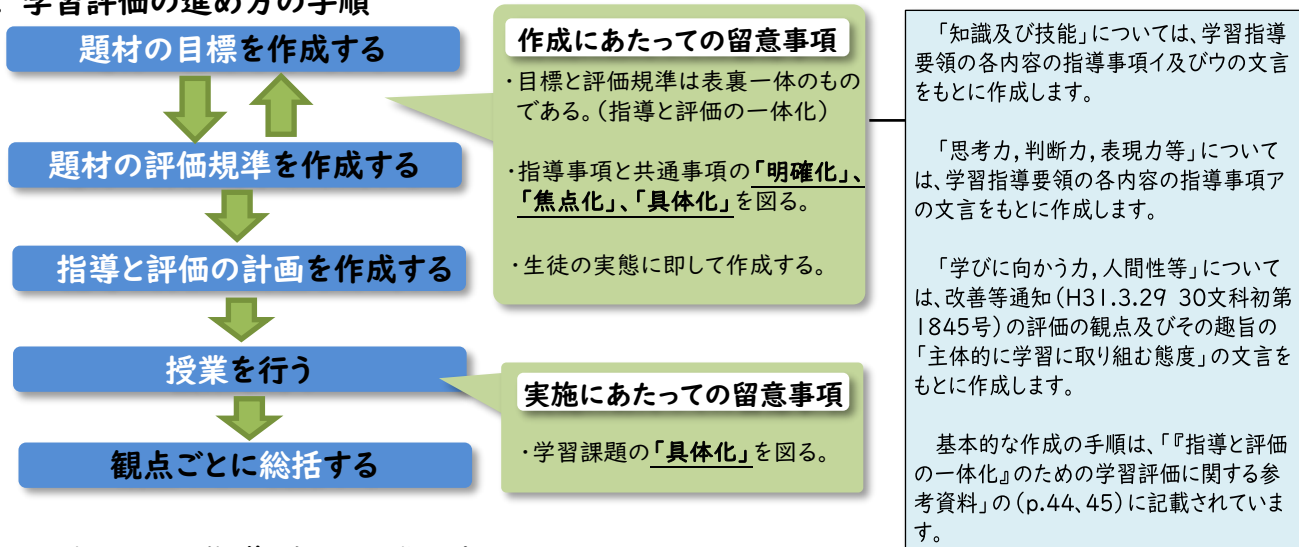 学習評価の進め方の手順
題材の目標を作成する
題材の評価規準を作成する
指導と評価の計画を作成する
授業を行う
観点ごとに総括する
作成にあたっての留意事項
・目標と評価規準は表裏一体のもの
である。（指導と評価の一体化）
・指導事項と共通事項の「明確化」、
「焦点化」、「具体化」を図る。
・生徒の実態に即して作成する。
実施にあたっての留意事項
・学習課題の「具体化」を図る。
「知識及び技能」については、学習指導
要領の各内容の指導事項イ及びウの文言
をもとに作成します。
「思考力，判断力，表現力等」について
は、学習指導要領の各内容の指導事項ア
の文言をもとに作成します。
「学びに向かう力，人間性等」について
は、改善等通知（H31.3.29 30文科初第
1845号）の評価の観点及びその趣旨の
「主体的に学習に取り組む態度」の文言を
もとに作成します。
基本的な作成の手順は、「『指導と評価
の一体化』のための学習評価に関する参
考資料」の（p.44、45）に記載されていま
す。